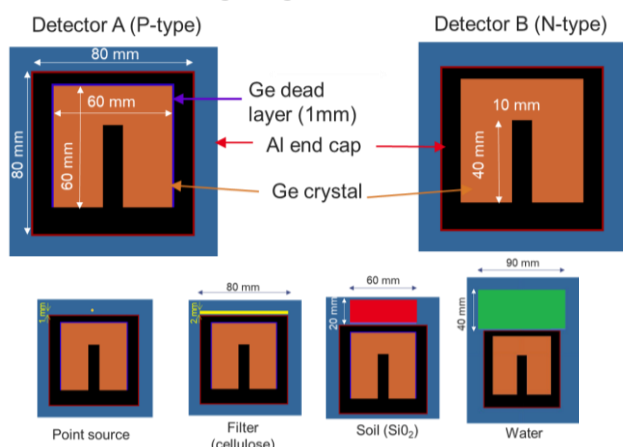 Detector A (P-type)
Detector B (N-type)
80 mm
80 mm
60 mm
60 mm
Ge dead
layer (1mm)
Al end cap
Ge crystal
10 mm
40 mm
1 mm
80 mm
2 mm
60 mm
20 mm
90 mm
40 mm
Point source
Filter
(cellulose)
Soil (Si0₂)
Water